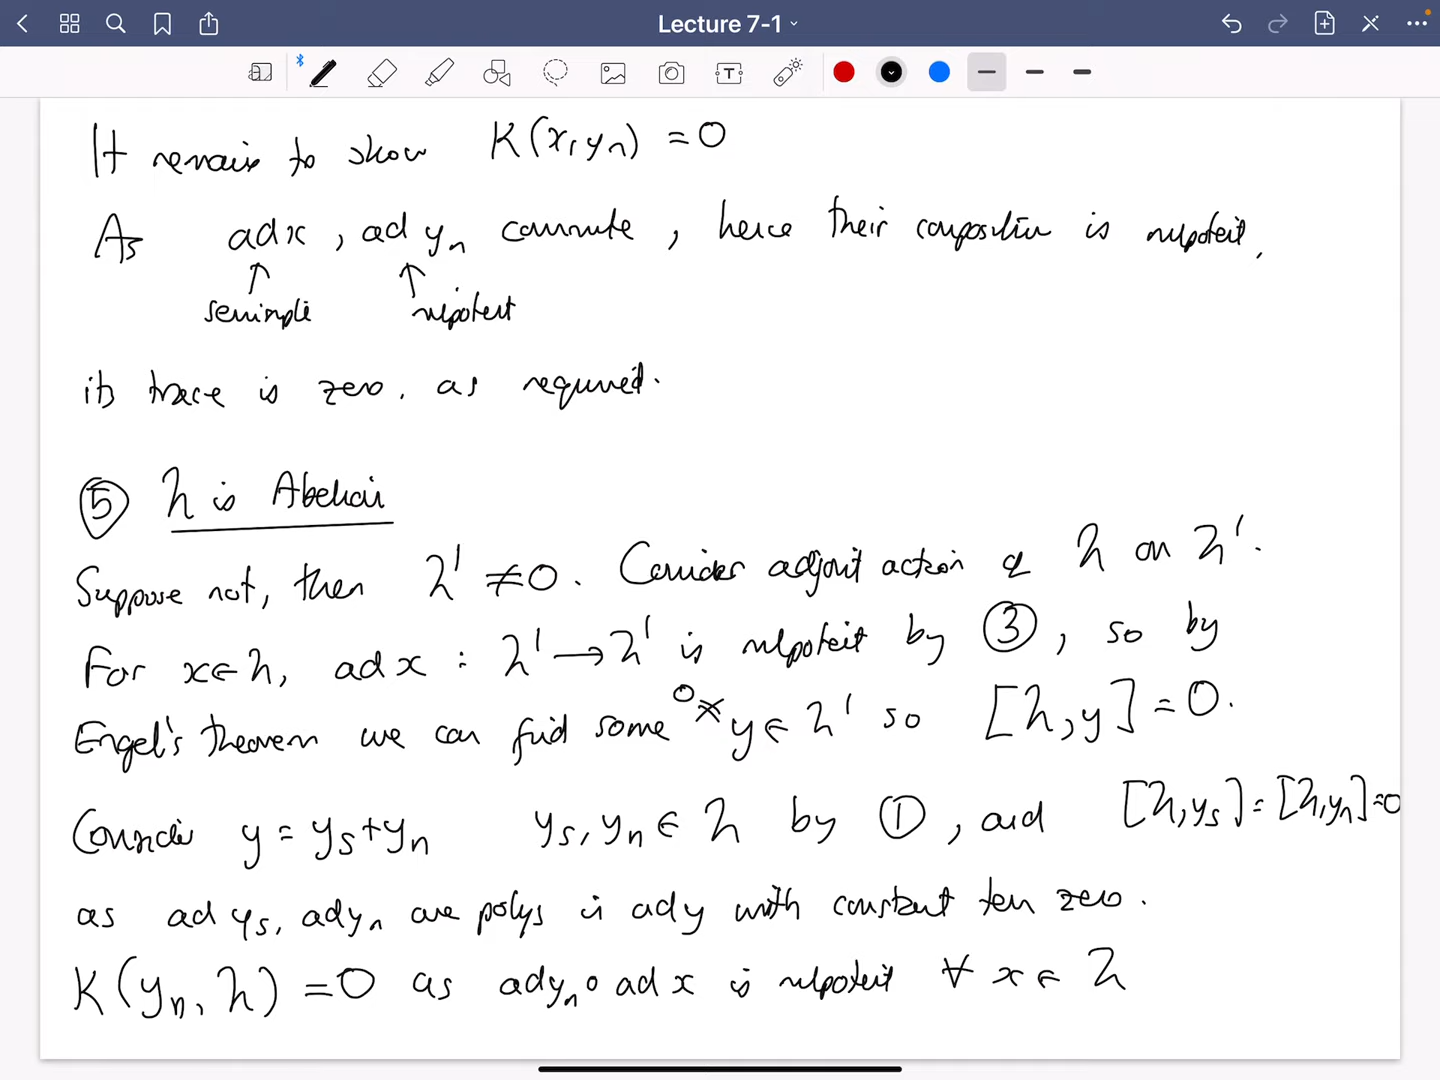 Lecture 7-1
T
It remains to show K(x, yₙ) = 0
As ad x, ad yₙ commute, hence their composition is nilpotent,
semisimple nilpotent
its trace is zero. as required.
⑤ h is Abelian
Suppose not, then h' ≠ 0. Consider adjoint action of h on h'.
For x ∈ h, ad x : h' → h' is nilpotent by ③, so by
Engel's theorem we can find some 0 ≠ y ∈ h' so [h, y] = 0.
Consider y = yₛ + yₙ yₛ, yₙ ∈ h by ①, and [h, yₛ] = [h, yₙ] = 0
as ad yₛ, ad yₙ are polys in ad y with constant term zero.
K(yₙ, h) = 0 as ad yₙ ∘ ad x is nilpotent ∀ x ∈ h